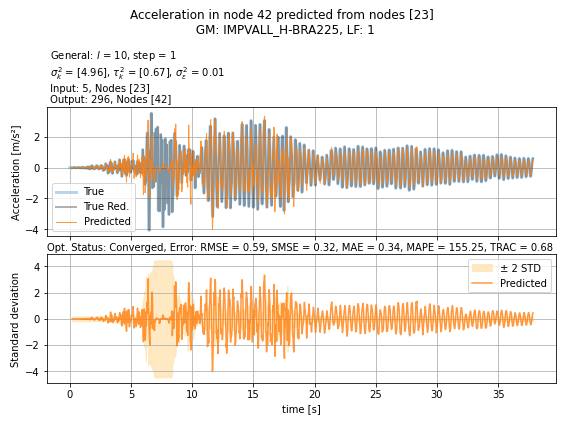 Acceleration in node 42 predicted from nodes [23]
GM: IMPVALL_H-BRA225, LF: 1
General: l = 10, step = 1
σ²ₖ = [4.96], τ²ₖ = [0.67], σ²ε = 0.01
Input: 5, Nodes [23]
Output: 296, Nodes [42]
Acceleration [m/s²]
2
0
−2
−4
True
True Red.
Predicted
Opt. Status: Converged, Error: RMSE = 0.59, SMSE = 0.32, MAE = 0.34, MAPE = 155.25, TRAC = 0.68
Standard deviation
4
2
0
−2
−4
± 2 STD
Predicted
0 5 10 15 20 25 30 35
time [s]